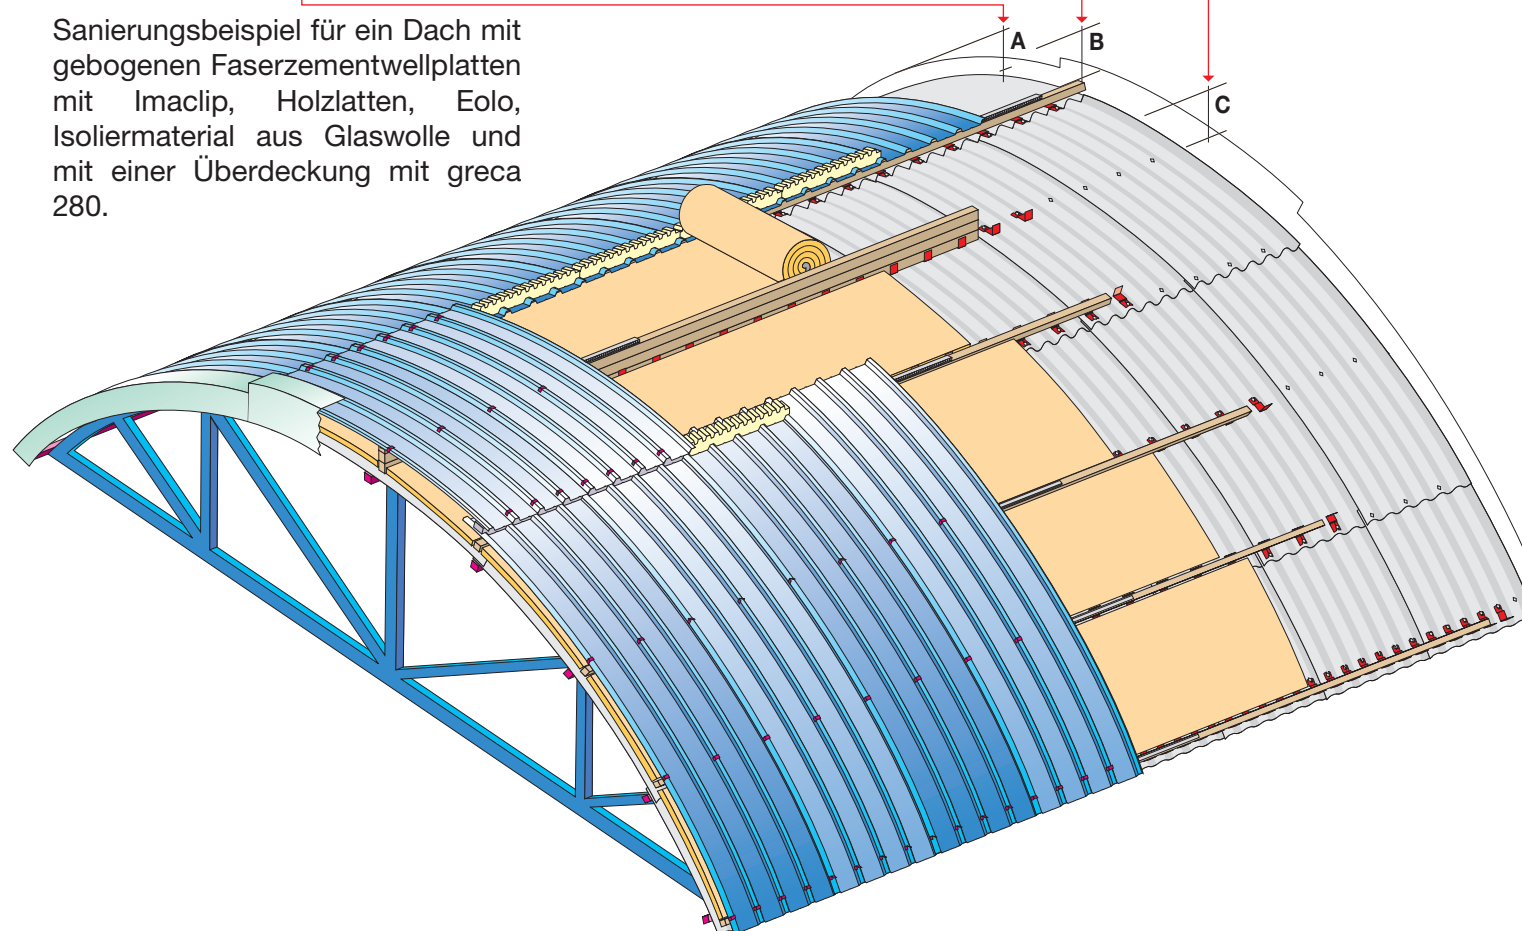 Sanierungsbeispiel für ein Dach mit
gebogenen Faserzementwellplatten
mit Imaclip, Holzlatten, Eolo,
Isoliermaterial aus Glaswolle und
mit einer Überdeckung mit greca
280.
A
B
C